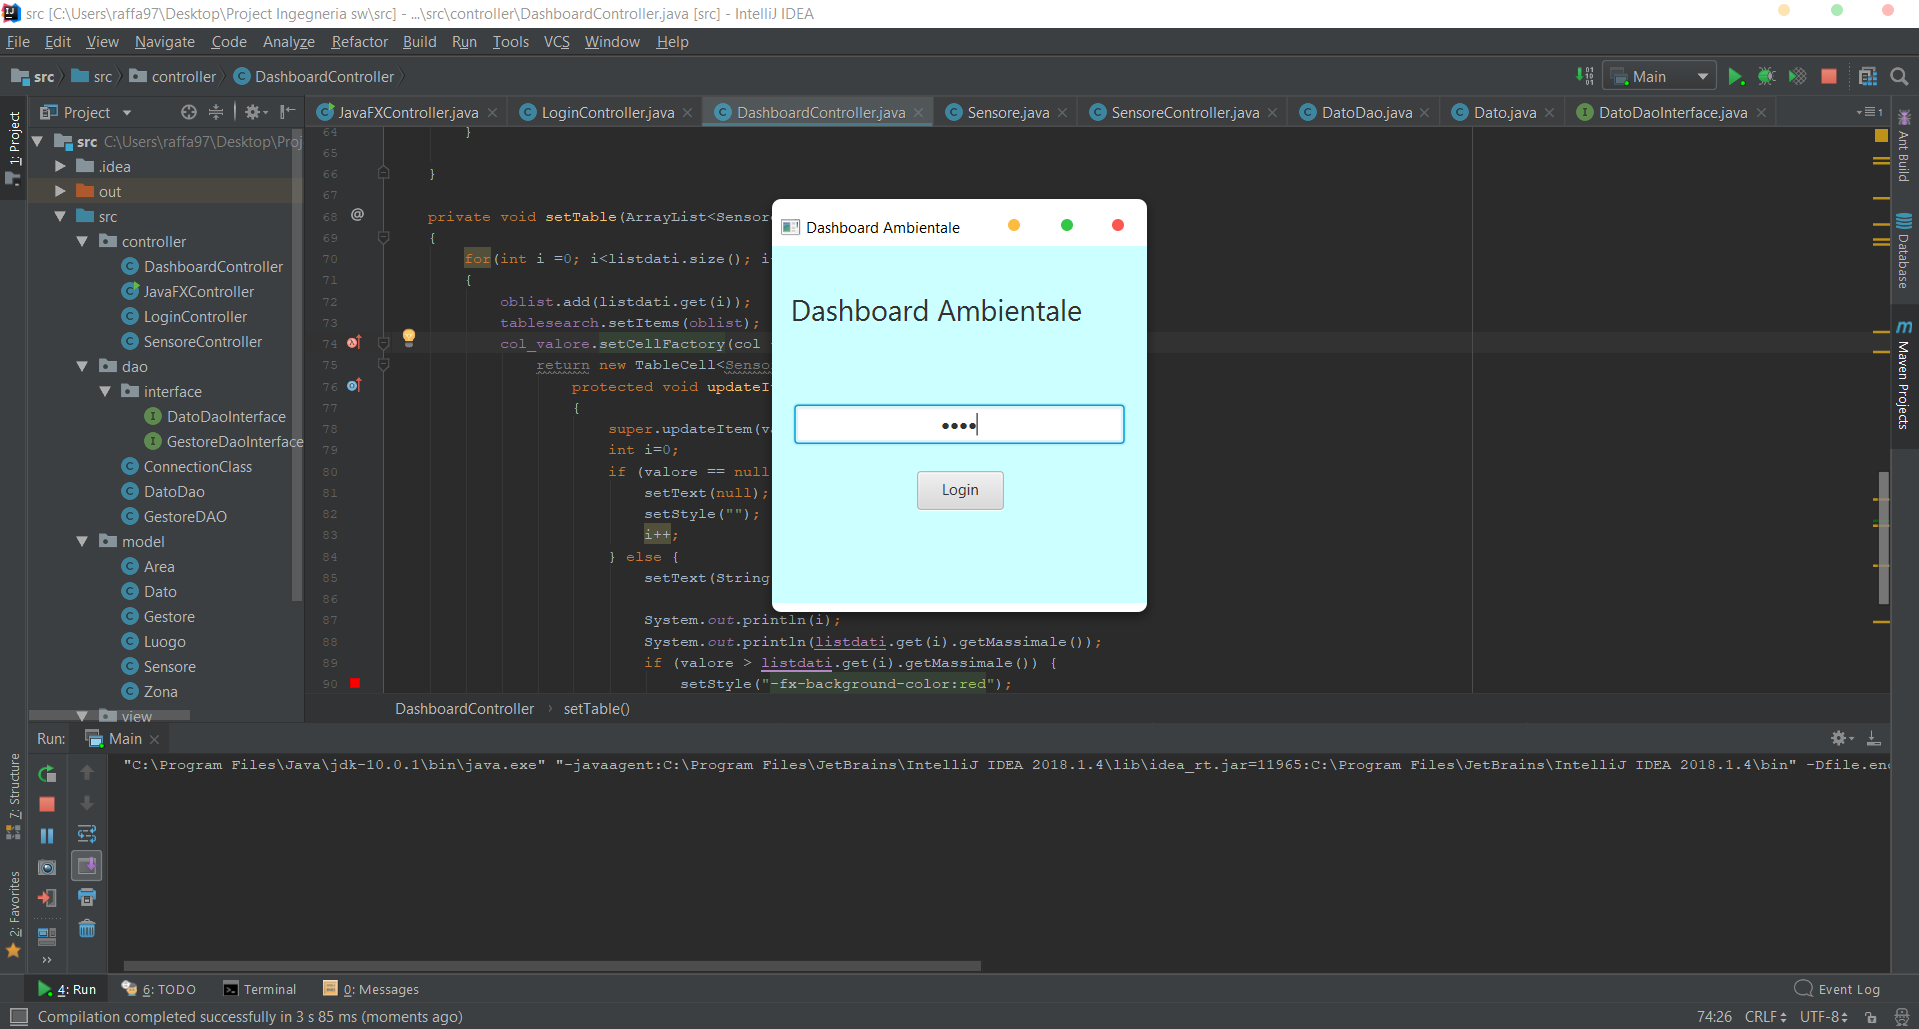 src [C:\Users\raffa97\Desktop\Project Ingegneria sw\src] - ...\src\controller\DashboardController.java [src] - IntelliJ IDEA
File Edit View Navigate Code Analyze Refactor Build Run Tools VCS Window Help
src src controller DashboardController
Main
Project
JavaFXController.java LoginController.java DashboardController.java Sensore.java SensoreController.java DatoDao.java Dato.java DatoDaoInterface.java
1: Project
src C:\Users\raffa97\Desktop\Proj
.idea
out
src
controller
DashboardController
JavaFXController
LoginController
SensoreController
dao
interface
DatoDaoInterface
GestoreDaoInterface
ConnectionClass
DatoDao
GestoreDAO
model
Area
Dato
Gestore
Luogo
Sensore
Zona
view
7: Structure
2: Favorites
64 }
65
66 }
67
68 @ private void setTable(ArrayList<Sensor
69 {
70 for(int i =0; i<listdati.size(); i
71 {
72 oblist.add(listdati.get(i));
73 tablesearch.setItems(oblist);
74 col_valore.setCellFactory(col
75 return new TableCell<Senso
76 protected void updateI
77 {
78 super.updateItem(va
79 int i=0;
80 if (valore == null
81 setText(null);
82 setStyle("");
83 i++;
84 } else {
85 setText(String
86
87 System.out.println(i);
88 System.out.println(listdati.get(i).getMassimale());
89 if (valore > listdati.get(i).getMassimale()) {
90 setStyle("-fx-background-color:red");
DashboardController › setTable()
Dashboard Ambientale
Dashboard Ambientale
••••
Login
Ant Build
Database
Maven Projects
Run: Main
"C:\Program Files\Java\jdk-10.0.1\bin\java.exe" "-javaagent:C:\Program Files\JetBrains\IntelliJ IDEA 2018.1.4\lib\idea_rt.jar=11965:C:\Program Files\JetBrains\IntelliJ IDEA 2018.1.4\bin" -Dfile.enc
4: Run 6: TODO Terminal 0: Messages Event Log
Compilation completed successfully in 3 s 85 ms (moments ago) 74:26 CRLF UTF-8